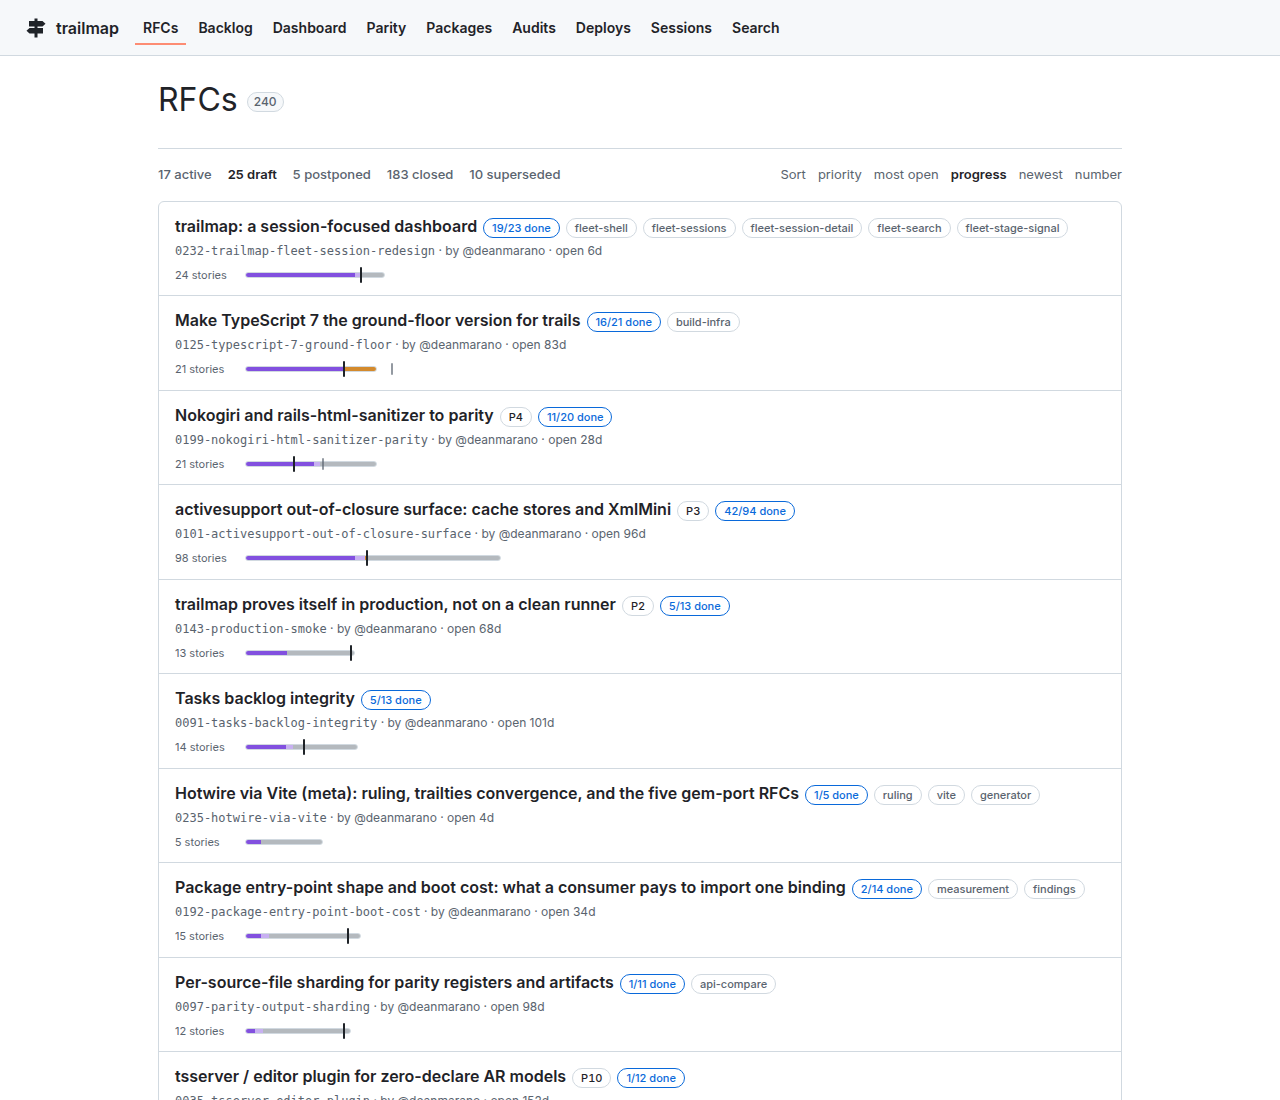 trailmap RFCs Backlog Dashboard Parity Packages Audits Deploys Sessions Search
RFCs 240
17 active 25 draft 5 postponed 183 closed 10 superseded Sort priority most open progress newest number
trailmap: a session-focused dashboard 19/23 done fleet-shell fleet-sessions fleet-session-detail fleet-search fleet-stage-signal
0232-trailmap-fleet-session-redesign · by @deanmarano · open 6d
24 stories
Make TypeScript 7 the ground-floor version for trails 16/21 done build-infra
0125-typescript-7-ground-floor · by @deanmarano · open 83d
21 stories
Nokogiri and rails-html-sanitizer to parity P4 11/20 done
0199-nokogiri-html-sanitizer-parity · by @deanmarano · open 28d
21 stories
activesupport out-of-closure surface: cache stores and XmlMini P3 42/94 done
0101-activesupport-out-of-closure-surface · by @deanmarano · open 96d
98 stories
trailmap proves itself in production, not on a clean runner P2 5/13 done
0143-production-smoke · by @deanmarano · open 68d
13 stories
Tasks backlog integrity 5/13 done
0091-tasks-backlog-integrity · by @deanmarano · open 101d
14 stories
Hotwire via Vite (meta): ruling, trailties convergence, and the five gem-port RFCs 1/5 done ruling vite generator
0235-hotwire-via-vite · by @deanmarano · open 4d
5 stories
Package entry-point shape and boot cost: what a consumer pays to import one binding 2/14 done measurement findings
0192-package-entry-point-boot-cost · by @deanmarano · open 34d
15 stories
Per-source-file sharding for parity registers and artifacts 1/11 done api-compare
0097-parity-output-sharding · by @deanmarano · open 98d
12 stories
tsserver / editor plugin for zero-declare AR models P10 1/12 done
0035-tsserver-editor-plugin · by @deanmarano · open 152d